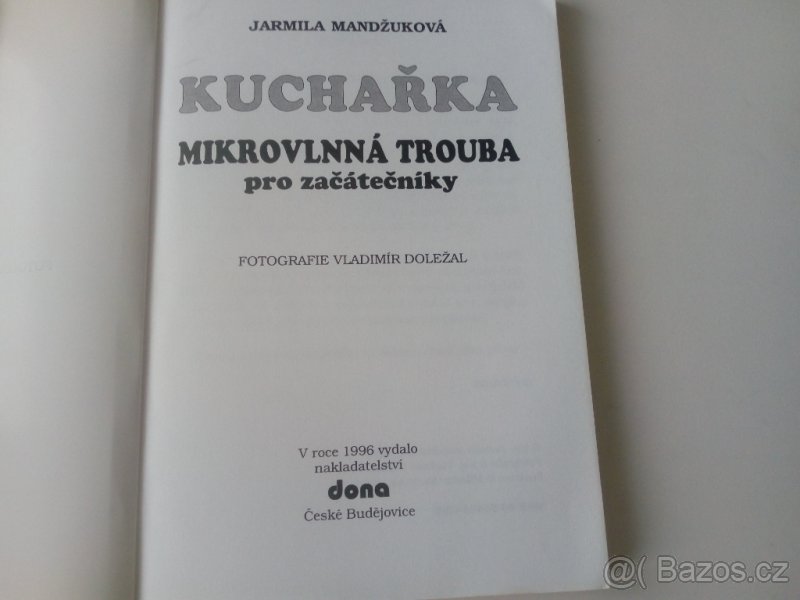 JARMILA MANDŽUKOVÁ
KUCHAŘKA
MIKROVLNNÁ TROUBA
pro začátečníky
FOTOGRAFIE VLADIMÍR DOLEŽAL
V roce 1996 vydalo
nakladatelství
dona
České Budějovice
@( Bazos.cz